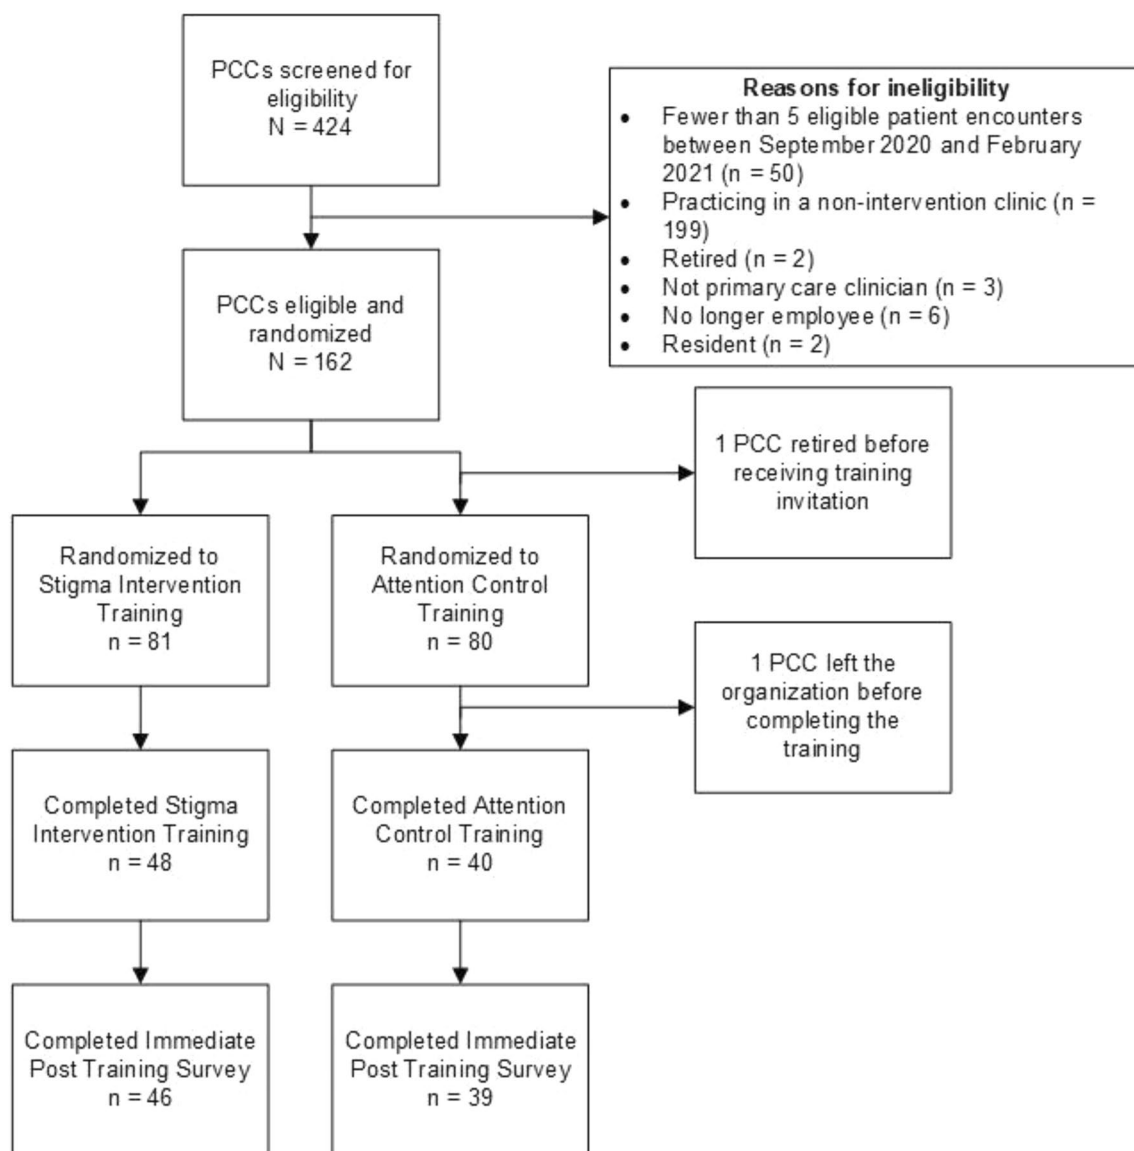 PCCs screened for
eligibility
N = 424
Reasons for ineligibility
• Fewer than 5 eligible patient encounters
between September 2020 and February
2021 (n = 50)
• Practicing in a non-intervention clinic (n =
199)
• Retired (n = 2)
• Not primary care clinician (n = 3)
• No longer employee (n = 6)
• Resident (n = 2)
PCCs eligible and
randomized
N = 162
1 PCC retired before
receiving training
invitation
Randomized to
Stigma Intervention
Training
n = 81
Randomized to
Attention Control
Training
n = 80
1 PCC left the
organization before
completing the
training
Completed Stigma
Intervention Training
n = 48
Completed Attention
Control Training
n = 40
Completed Immediate
Post Training Survey
n = 46
Completed Immediate
Post Training Survey
n = 39